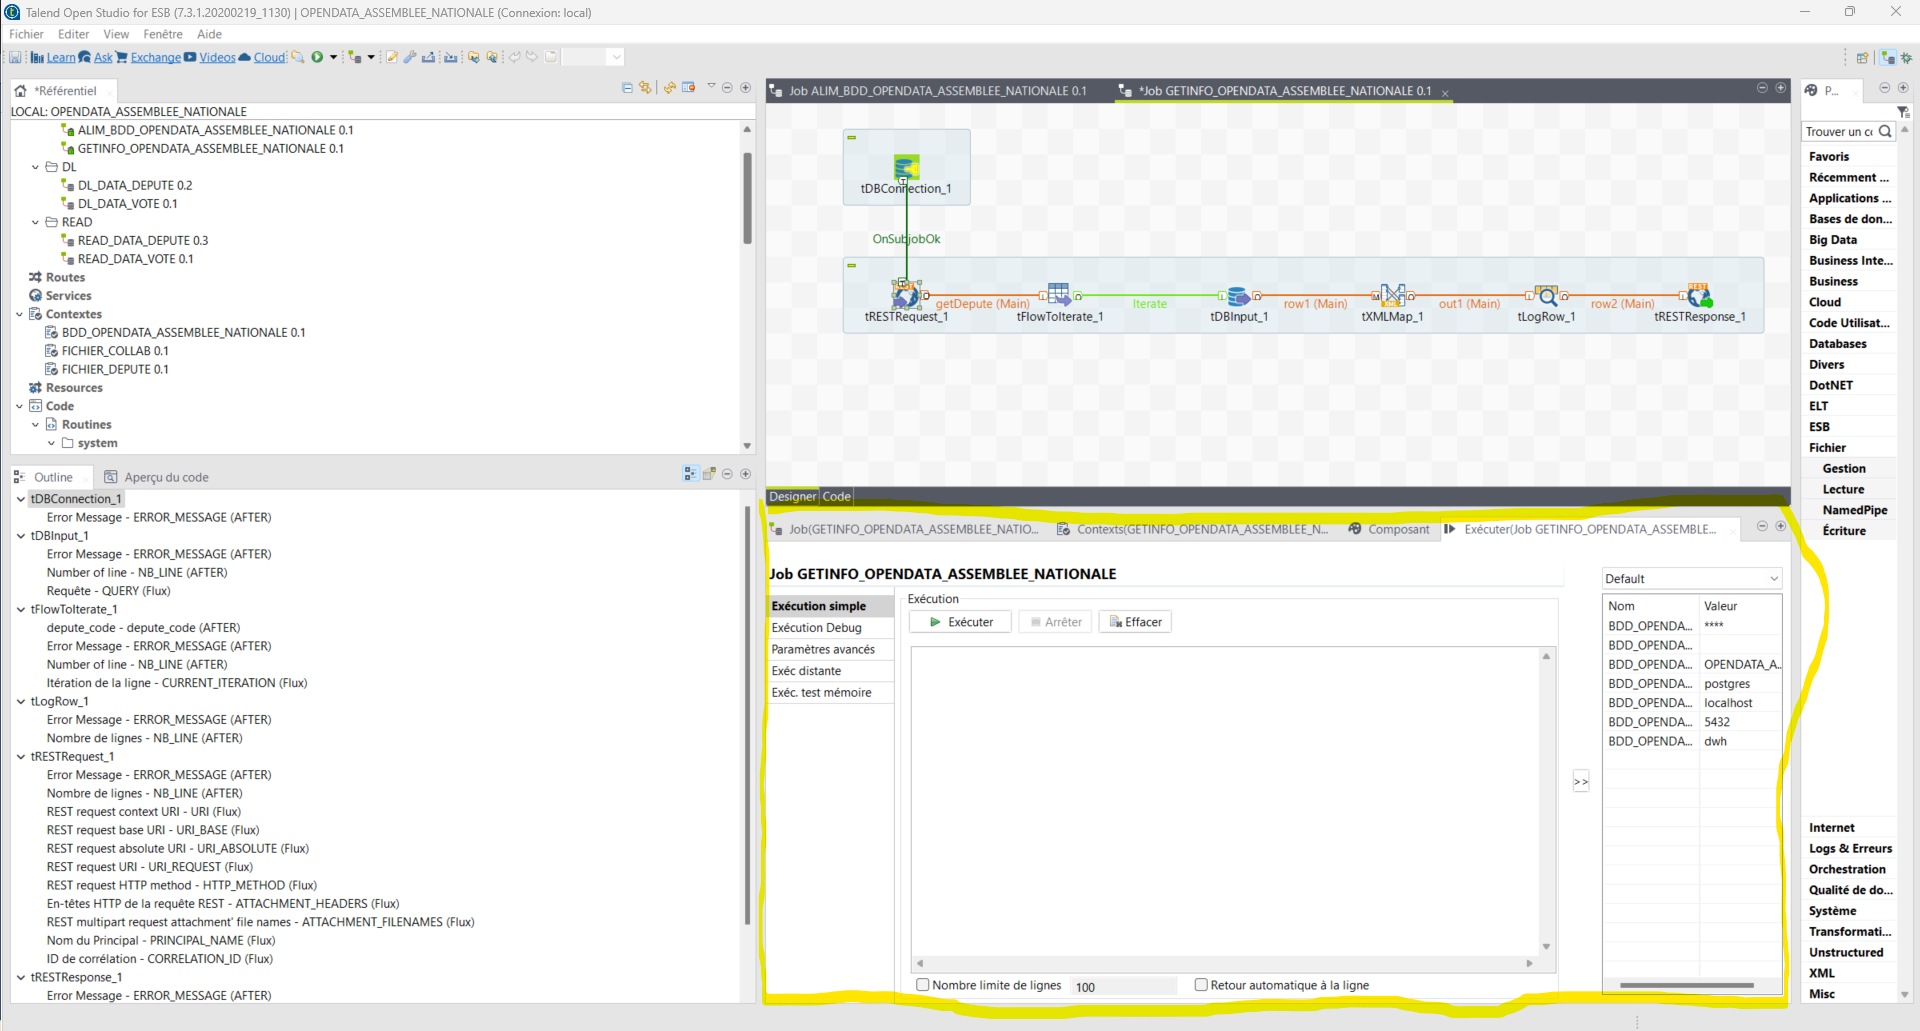 Talend Open Studio for ESB (7.3.1.20200219_1130) | OPENDATA_ASSEMBLEE_NATIONALE (Connexion: local)
Fichier Editer View Fenêtre Aide
Learn Ask Exchange Videos Cloud
*Référentiel
LOCAL: OPENDATA_ASSEMBLEE_NATIONALE
ALIM_BDD_OPENDATA_ASSEMBLEE_NATIONALE 0.1
GETINFO_OPENDATA_ASSEMBLEE_NATIONALE 0.1
DL
DL_DATA_DEPUTE 0.2
DL_DATA_VOTE 0.1
READ
READ_DATA_DEPUTE 0.3
READ_DATA_VOTE 0.1
Routes
Services
Contextes
BDD_OPENDATA_ASSEMBLEE_NATIONALE 0.1
FICHIER_COLLAB 0.1
FICHIER_DEPUTE 0.1
Resources
Code
Routines
system
Outline Aperçu du code
tDBConnection_1
Error Message - ERROR_MESSAGE (AFTER)
tDBInput_1
Error Message - ERROR_MESSAGE (AFTER)
Number of line - NB_LINE (AFTER)
Requête - QUERY (Flux)
tFlowToIterate_1
depute_code - depute_code (AFTER)
Error Message - ERROR_MESSAGE (AFTER)
Number of line - NB_LINE (AFTER)
Itération de la ligne - CURRENT_ITERATION (Flux)
tLogRow_1
Error Message - ERROR_MESSAGE (AFTER)
Nombre de lignes - NB_LINE (AFTER)
tRESTRequest_1
Error Message - ERROR_MESSAGE (AFTER)
Nombre de lignes - NB_LINE (AFTER)
REST request context URI - URI (Flux)
REST request base URI - URI_BASE (Flux)
REST request absolute URI - URI_ABSOLUTE (Flux)
REST request URI - URI_REQUEST (Flux)
REST request HTTP method - HTTP_METHOD (Flux)
En-têtes HTTP de la requête REST - ATTACHMENT_HEADERS (Flux)
REST multipart request attachment' file names - ATTACHMENT_FILENAMES (Flux)
Nom du Principal - PRINCIPAL_NAME (Flux)
ID de corrélation - CORRELATION_ID (Flux)
tRESTResponse_1
Error Message - ERROR_MESSAGE (AFTER)
Job ALIM_BDD_OPENDATA_ASSEMBLEE_NATIONALE 0.1 *Job GETINFO_OPENDATA_ASSEMBLEE_NATIONALE 0.1
tDBConnection_1
OnSubjobOk
getDepute (Main) Iterate row1 (Main) out1 (Main) row2 (Main)
tRESTRequest_1 tFlowToIterate_1 tDBInput_1 tXMLMap_1 tLogRow_1 tRESTResponse_1
Designer Code
Job(GETINFO_OPENDATA_ASSEMBLEE_NATIO... Contexts(GETINFO_OPENDATA_ASSEMBLEE_N... Composant Exécuter(Job GETINFO_OPENDATA_ASSEMBLE...
Job GETINFO_OPENDATA_ASSEMBLEE_NATIONALE
Exécution simple
Exécution Debug
Paramètres avancés
Exéc distante
Exéc. test mémoire
Exécution
Exécuter Arrêter Effacer
Nombre limite de lignes 100 Retour automatique à la ligne
>>
Default
Nom Valeur
BDD_OPENDA... ****
BDD_OPENDA...
BDD_OPENDA... OPENDATA_A...
BDD_OPENDA... postgres
BDD_OPENDA... localhost
BDD_OPENDA... 5432
BDD_OPENDA... dwh
P...
Trouver un cc
Favoris
Récemment ...
Applications ...
Bases de don...
Big Data
Business Inte...
Business
Cloud
Code Utilisat...
Databases
Divers
DotNET
ELT
ESB
Fichier
Gestion
Lecture
NamedPipe
Écriture
Internet
Logs & Erreurs
Orchestration
Qualité de do...
Système
Transformati...
Unstructured
XML
Misc